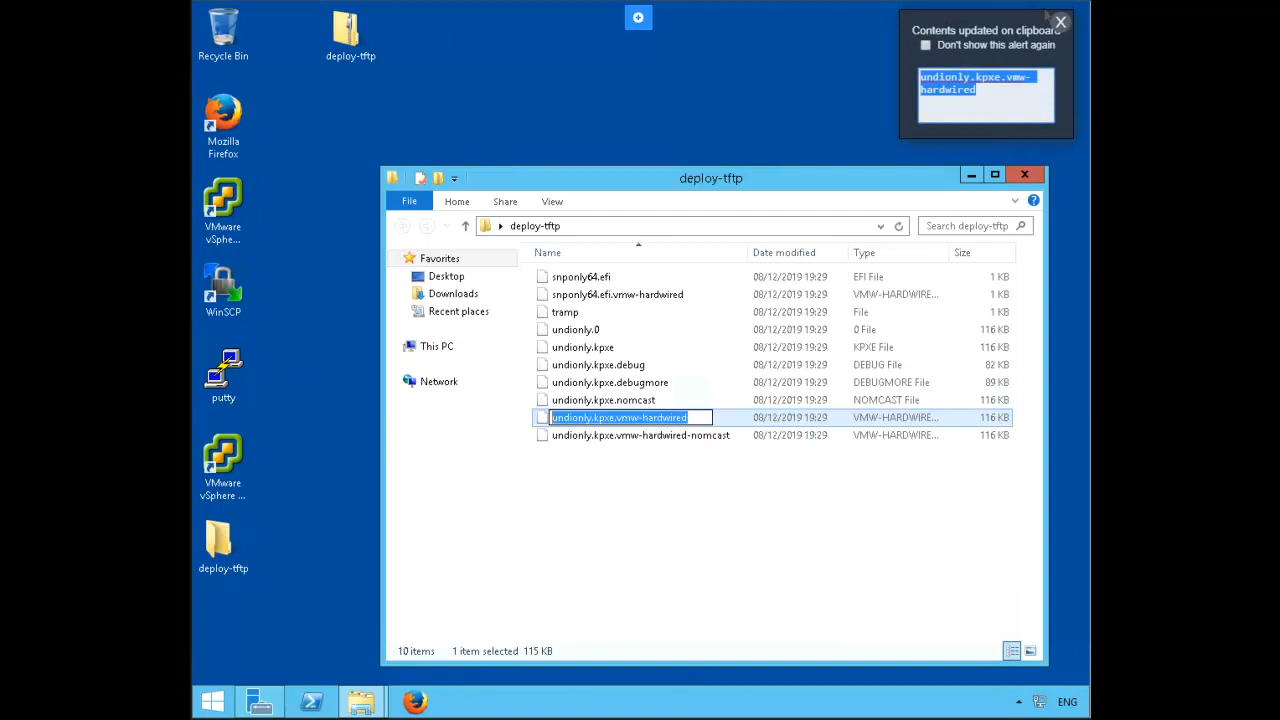 Recycle Bin
deploy-tftp
Contents updated on clipboard
Don't show this alert again
undionly.kpxe.vmw-
hardwired
Mozilla
Firefox
VMware
vSphe...
WinSCP
putty
VMware
vSphere ...
deploy-tftp
deploy-tftp
File
Home
Share
View
deploy-tftp
Search deploy-tftp
Favorites
Desktop
Downloads
Recent places
This PC
Network
Name Date modified Type Size
snponly64.efi 08/12/2019 19:29 EFI File 1 KB
snponly64.efi.vmw-hardwired 08/12/2019 19:29 VMW-HARDWIRE... 1 KB
tramp 08/12/2019 19:29 File 1 KB
undionly.0 08/12/2019 19:29 0 File 116 KB
undionly.kpxe 08/12/2019 19:29 KPXE File 116 KB
undionly.kpxe.debug 08/12/2019 19:29 DEBUG File 82 KB
undionly.kpxe.debugmore 08/12/2019 19:29 DEBUGMORE File 89 KB
undionly.kpxe.nomcast 08/12/2019 19:29 NOMCAST File 116 KB
undionly.kpxe.vmw-hardwired 08/12/2019 19:29 VMW-HARDWIRE... 116 KB
undionly.kpxe.vmw-hardwired-nomcast 08/12/2019 19:29 VMW-HARDWIRE... 116 KB
10 items 1 item selected 115 KB
ENG